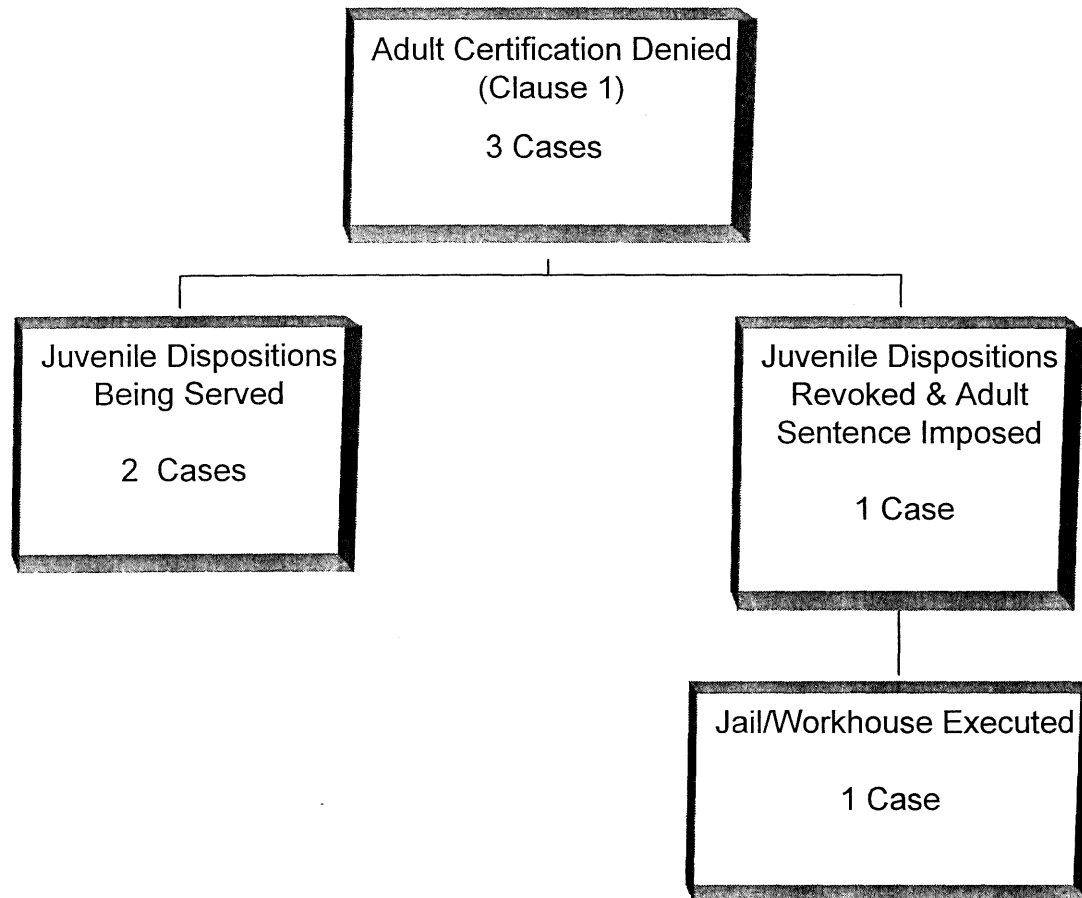 Adult Certification Denied
(Clause 1)
3 Cases
Juvenile Dispositions
Being Served
2 Cases
Juvenile Dispositions
Revoked & Adult
Sentence Imposed
1 Case
Jail/Workhouse Executed
1 Case